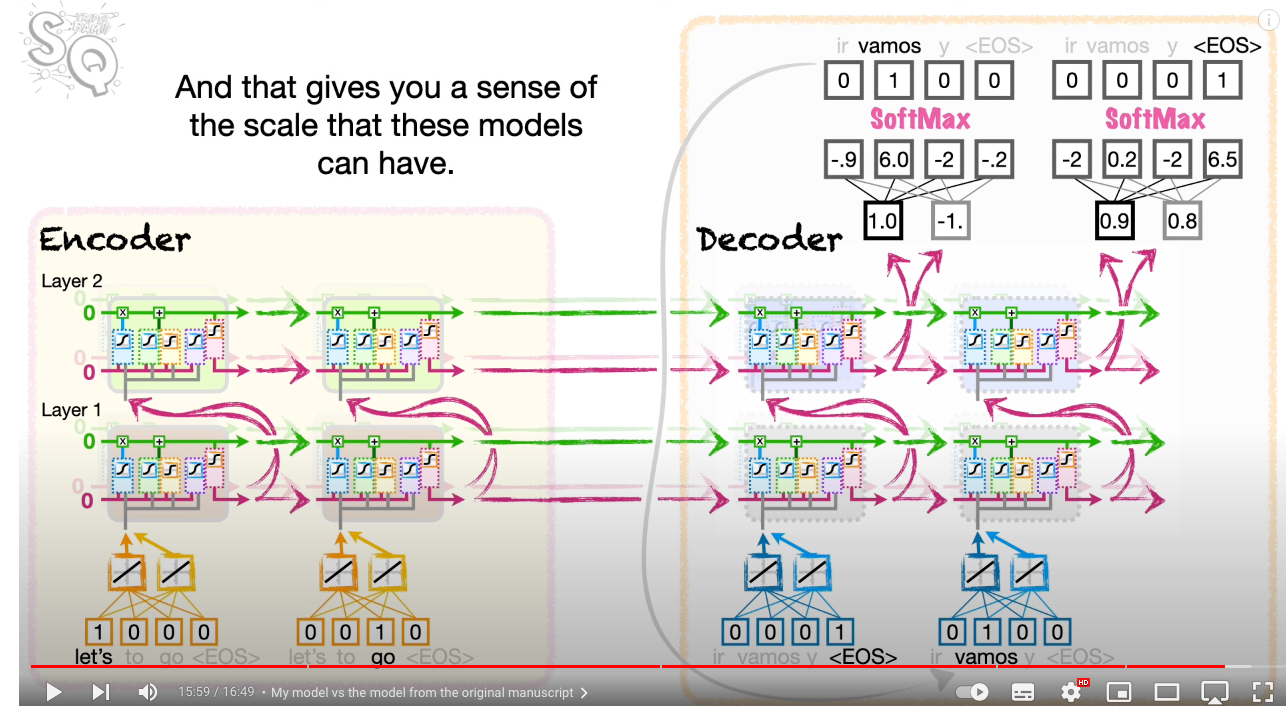 SQ
And that gives you a sense of
the scale that these models
can have.
ir vamos y <EOS> ir vamos y <EOS>
0 1 0 0 0 0 0 1
SoftMax SoftMax
-.9 6.0 -2 -.2 -2 0.2 -2 6.5
1.0 -1. 0.9 0.8
Encoder Decoder
Layer 2
0
0 x + x + x + x +
0
0
Layer 1
0
0 x + x + x + x +
0
0
1 0 0 0 0 0 1 0 0 0 0 1 0 1 0 0
let's to go <EOS> let's to go <EOS> ir vamos y <EOS> ir vamos y <EOS>
15:59 / 16:49 • My model vs the model from the original manuscript
HD